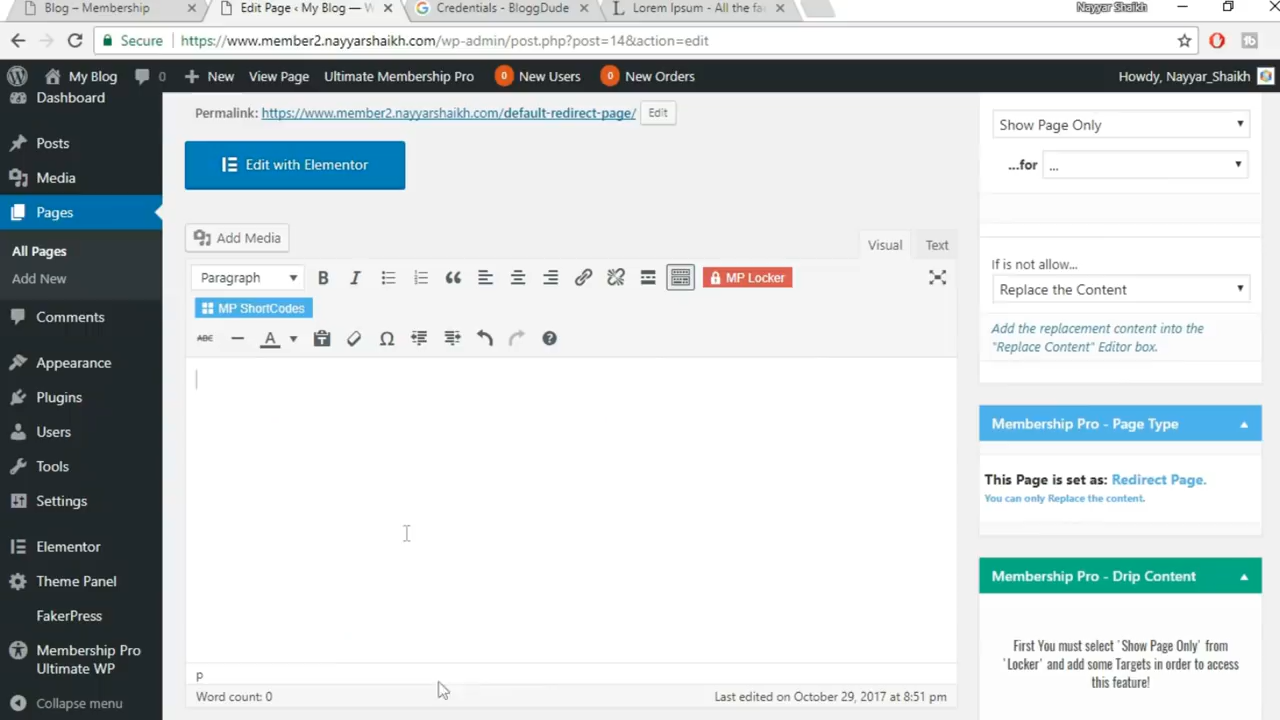 Blog – Membership
Edit Page ‹ My Blog — W
Credentials - BloggDude
Lorem Ipsum - All the fa
Nayyar Shaikh
Secure
https://www.member2.nayyarshaikh.com/wp-admin/post.php?post=14&action=edit
My Blog
0
New
View Page
Ultimate Membership Pro
0 New Users
0 New Orders
Howdy, Nayyar_Shaikh
Dashboard
Posts
Media
Pages
All Pages
Add New
Comments
Appearance
Plugins
Users
Tools
Settings
Elementor
Theme Panel
FakerPress
Membership Pro
Ultimate WP
Collapse menu
Permalink: https://www.member2.nayyarshaikh.com/default-redirect-page/ Edit
Edit with Elementor
Add Media
Visual
Text
Paragraph
B
I
MP Locker
MP ShortCodes
ABC
A
Ω
p
Word count: 0
Last edited on October 29, 2017 at 8:51 pm
Show Page Only
...for
...
If is not allow...
Replace the Content
Add the replacement content into the
"Replace Content" Editor box.
Membership Pro - Page Type
This Page is set as: Redirect Page.
You can only Replace the content.
Membership Pro - Drip Content
First You must select 'Show Page Only' from
'Locker' and add some Targets in order to access
this feature!